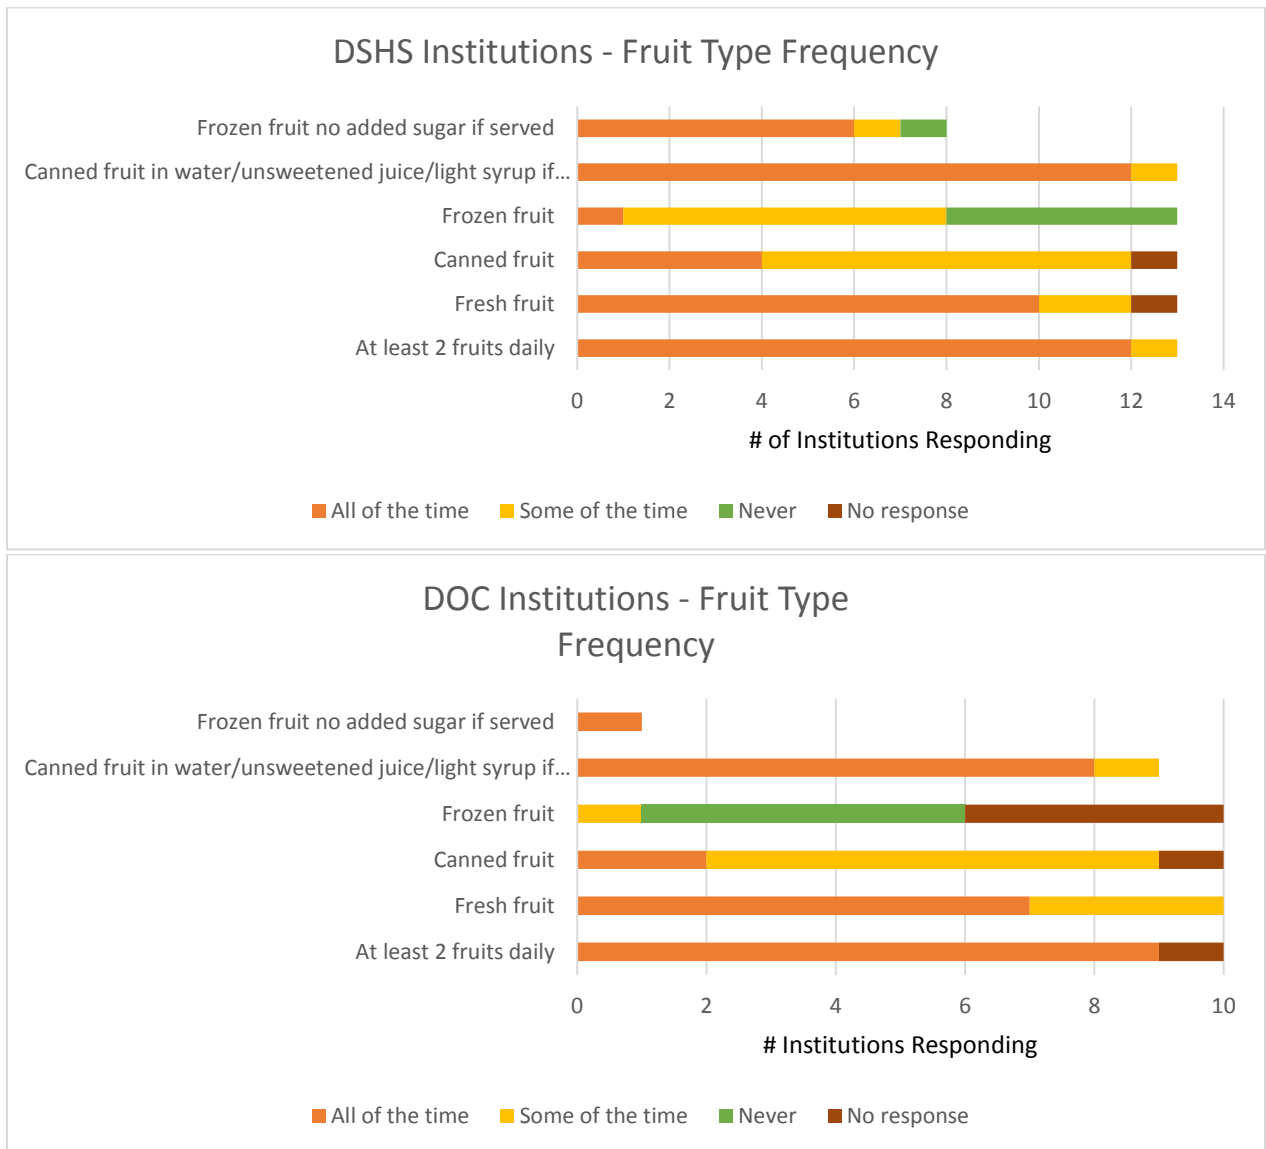 DSHS Institutions - Fruit Type Frequency
Frozen fruit no added sugar if served
Canned fruit in water/unsweetened juice/light syrup if...
Frozen fruit
Canned fruit
Fresh fruit
At least 2 fruits daily
0 2 4 6 8 10 12 14
# of Institutions Responding
All of the time Some of the time Never No response
DOC Institutions - Fruit Type
Frequency
Frozen fruit no added sugar if served
Canned fruit in water/unsweetened juice/light syrup if...
Frozen fruit
Canned fruit
Fresh fruit
At least 2 fruits daily
0 2 4 6 8 10
# Institutions Responding
All of the time Some of the time Never No response